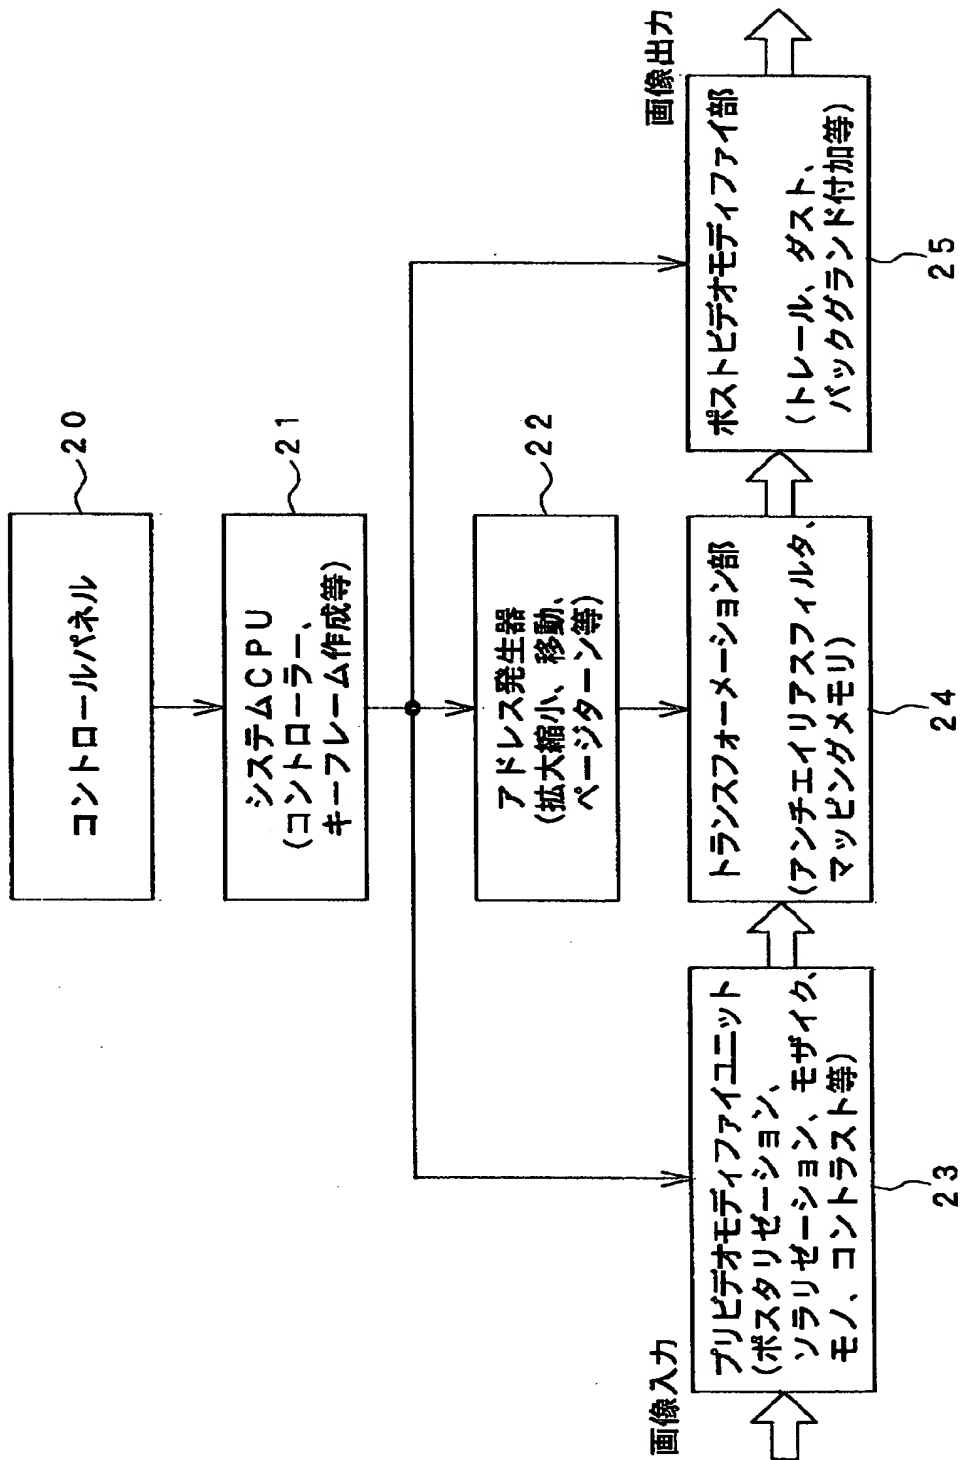 コントロールパネル
20
システムCPU
(コントローラー、
キーフレーム作成等)
21
アドレス発生器
(拡大縮小、移動、
ページターン等)
22
画像入力
プリビデオモディファイユニット
(ポスタリゼーション、
ソラリゼーション、モザイク、
モノ、コントラスト等)
23
トランスフォーメーション部
(アンチエイリアスフィルタ、
マッピングメモリ)
24
画像出力
ポストビデオモディファイ部
(トレール、ダスト、
バックグランド付加等)
25